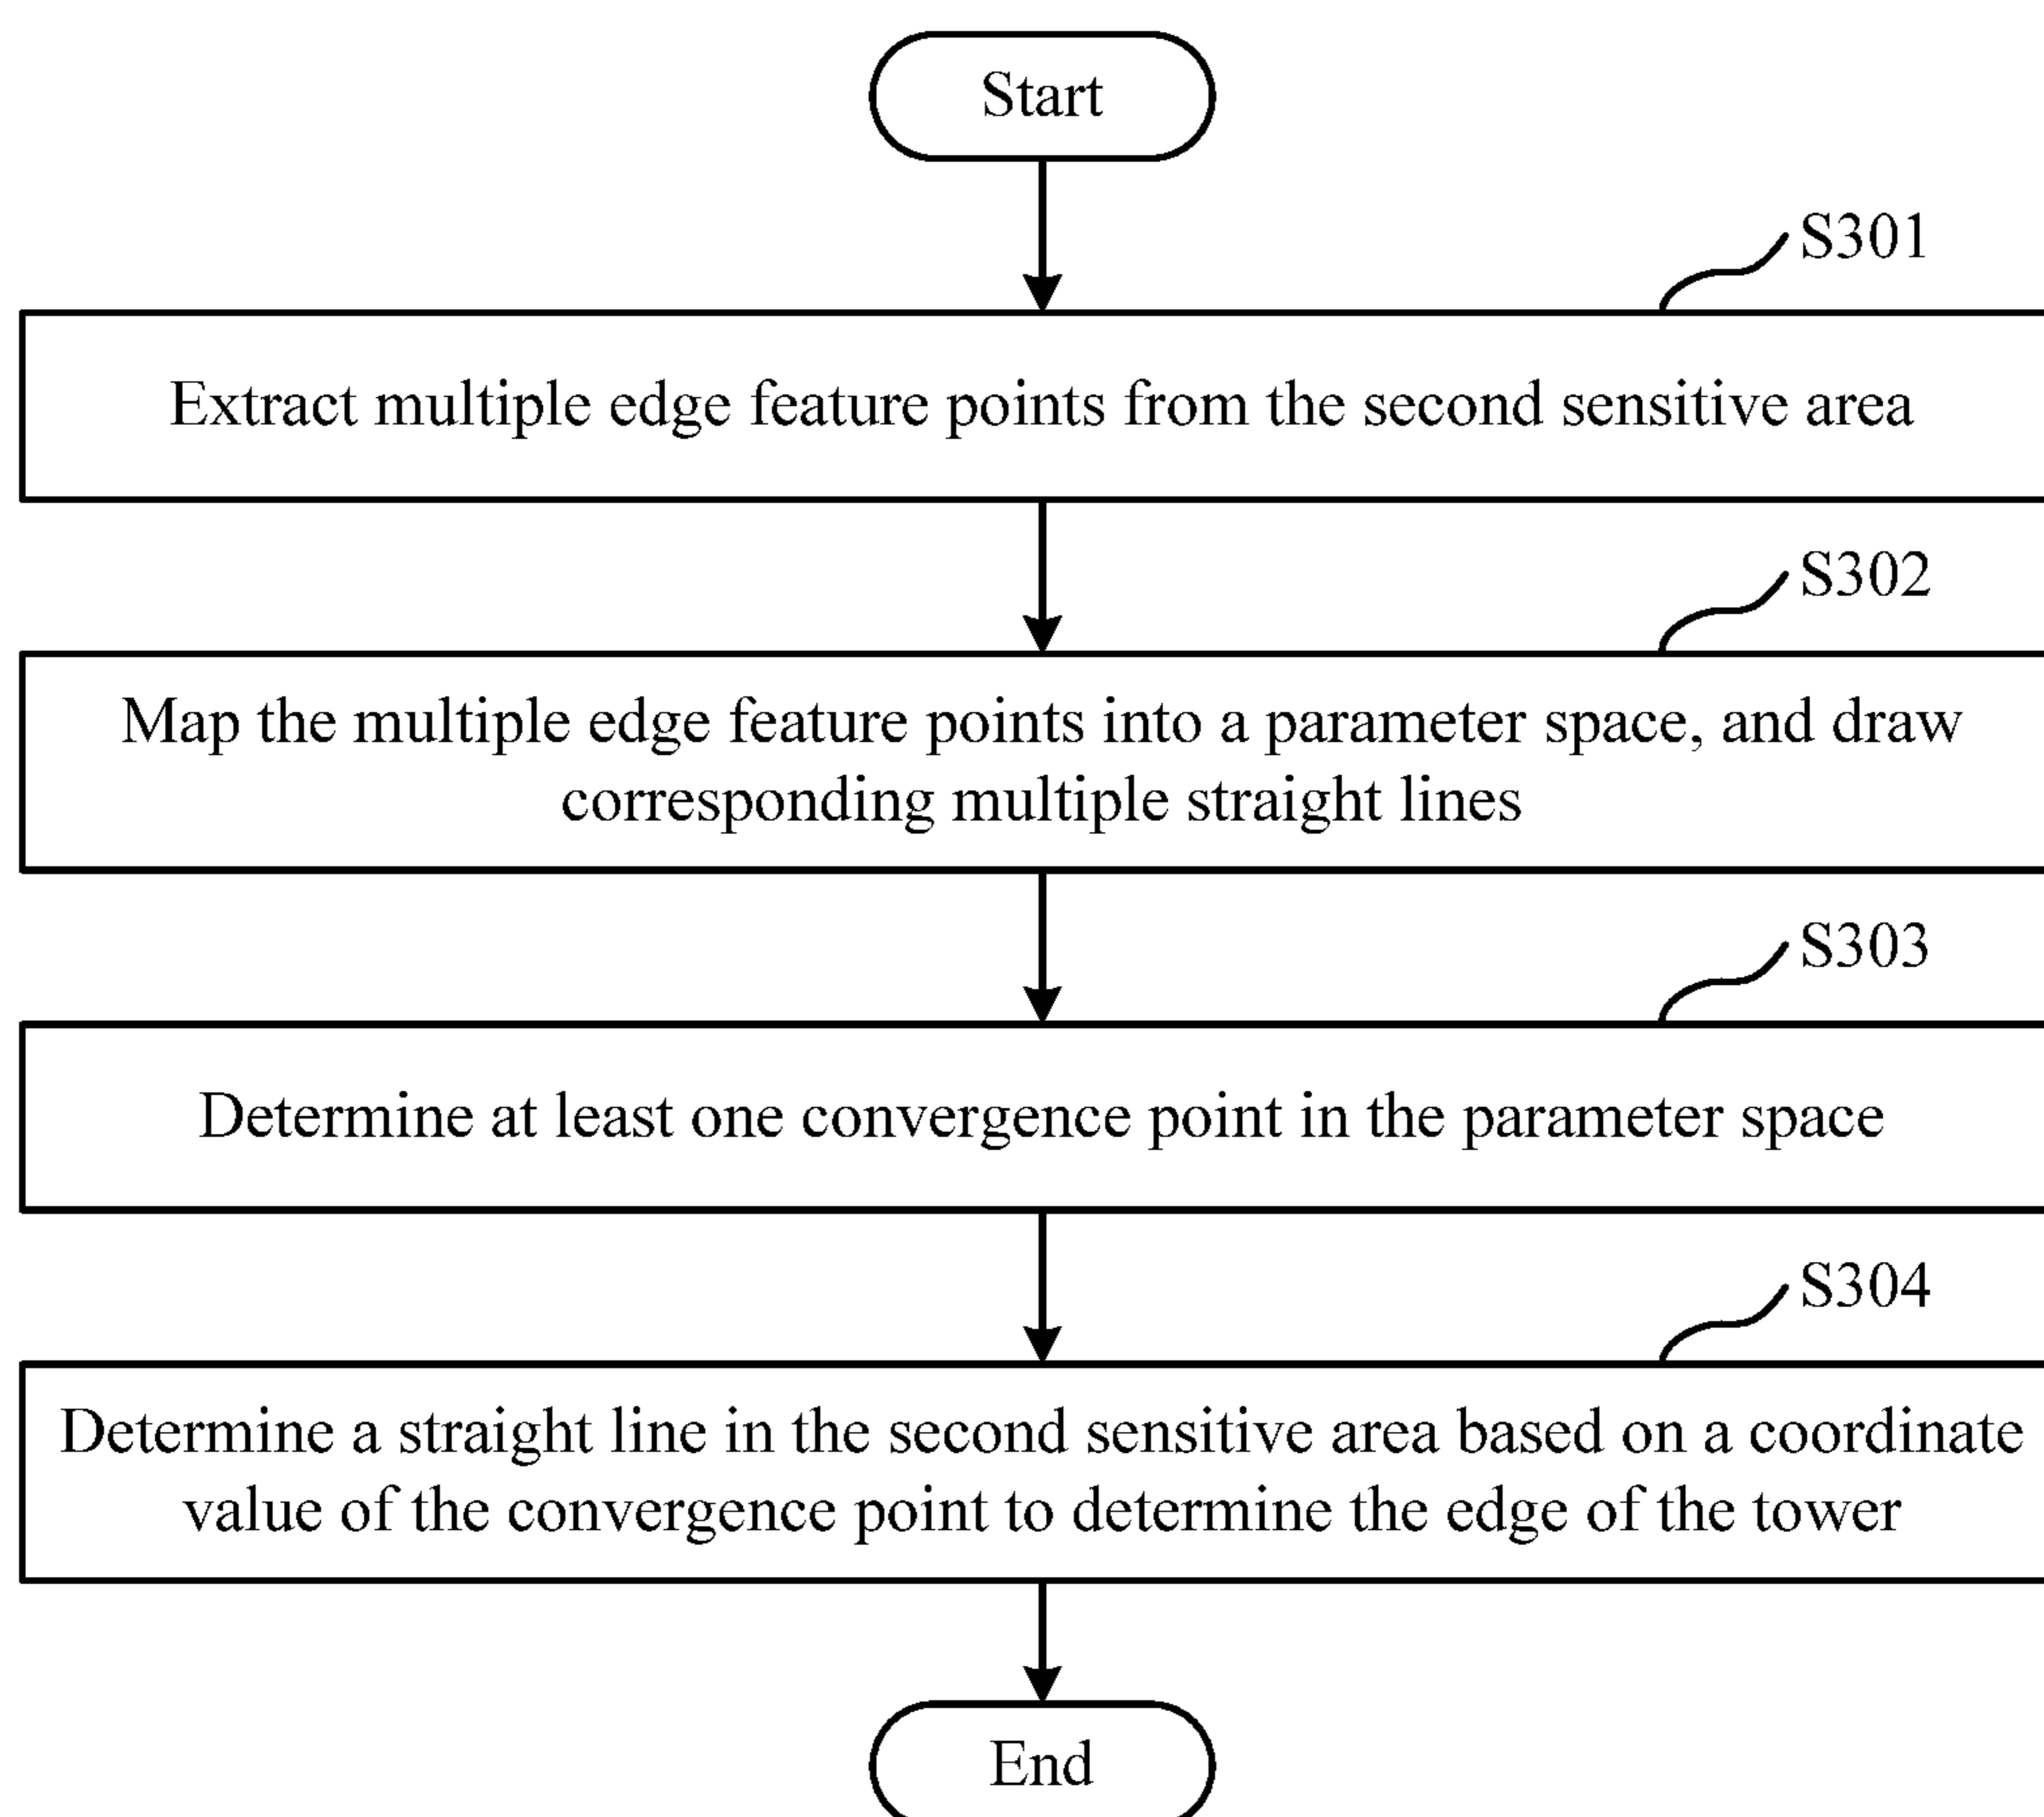 Start
S301
Extract multiple edge feature points from the second sensitive area
S302
Map the multiple edge feature points into a parameter space, and draw
corresponding multiple straight lines
S303
Determine at least one convergence point in the parameter space
S304
Determine a straight line in the second sensitive area based on a coordinate
value of the convergence point to determine the edge of the tower
End